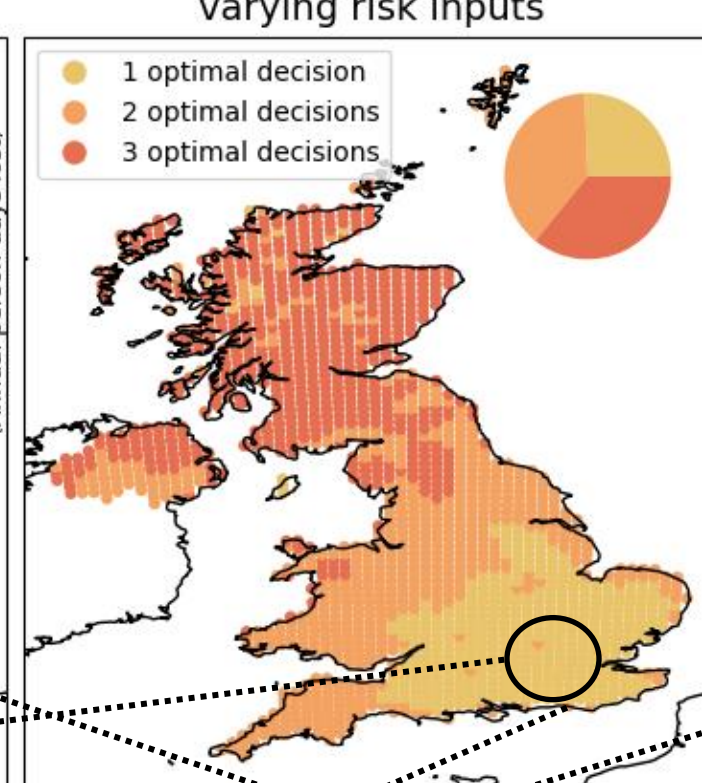 varying risk inputs
1 optimal decision
2 optimal decisions
3 optimal decisions